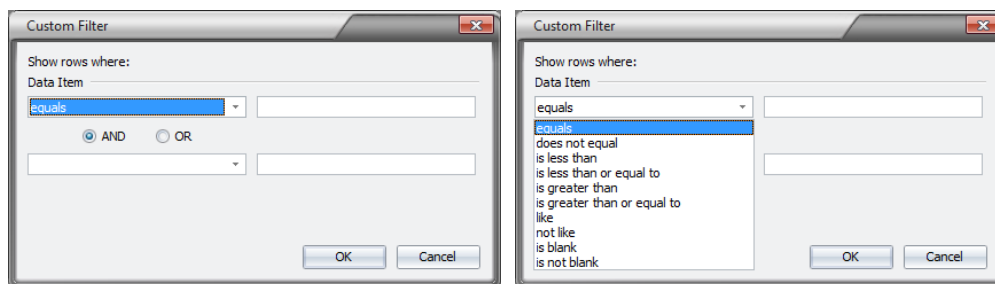 Custom Filter
Show rows where:
Data Item
equals
AND OR
OK Cancel
Custom Filter
Show rows where:
Data Item
equals
equals
does not equal
is less than
is less than or equal to
is greater than
is greater than or equal to
like
not like
is blank
is not blank
OK Cancel